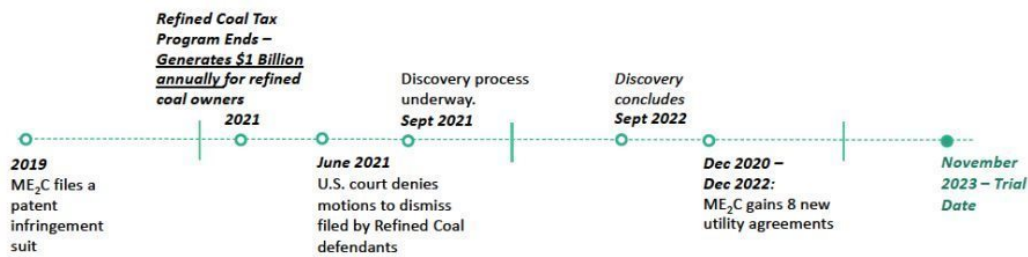 Refined Coal Tax
Program Ends –
Generates $1 Billion
annually for refined
coal owners
2021
Discovery process
underway.
Sept 2021
Discovery
concludes
Sept 2022
2019
ME₂C files a
patent
infringement
suit
June 2021
U.S. court denies
motions to dismiss
filed by Refined Coal
defendants
Dec 2020 –
Dec 2022:
ME₂C gains 8 new
utility agreements
November
2023 – Trial
Date